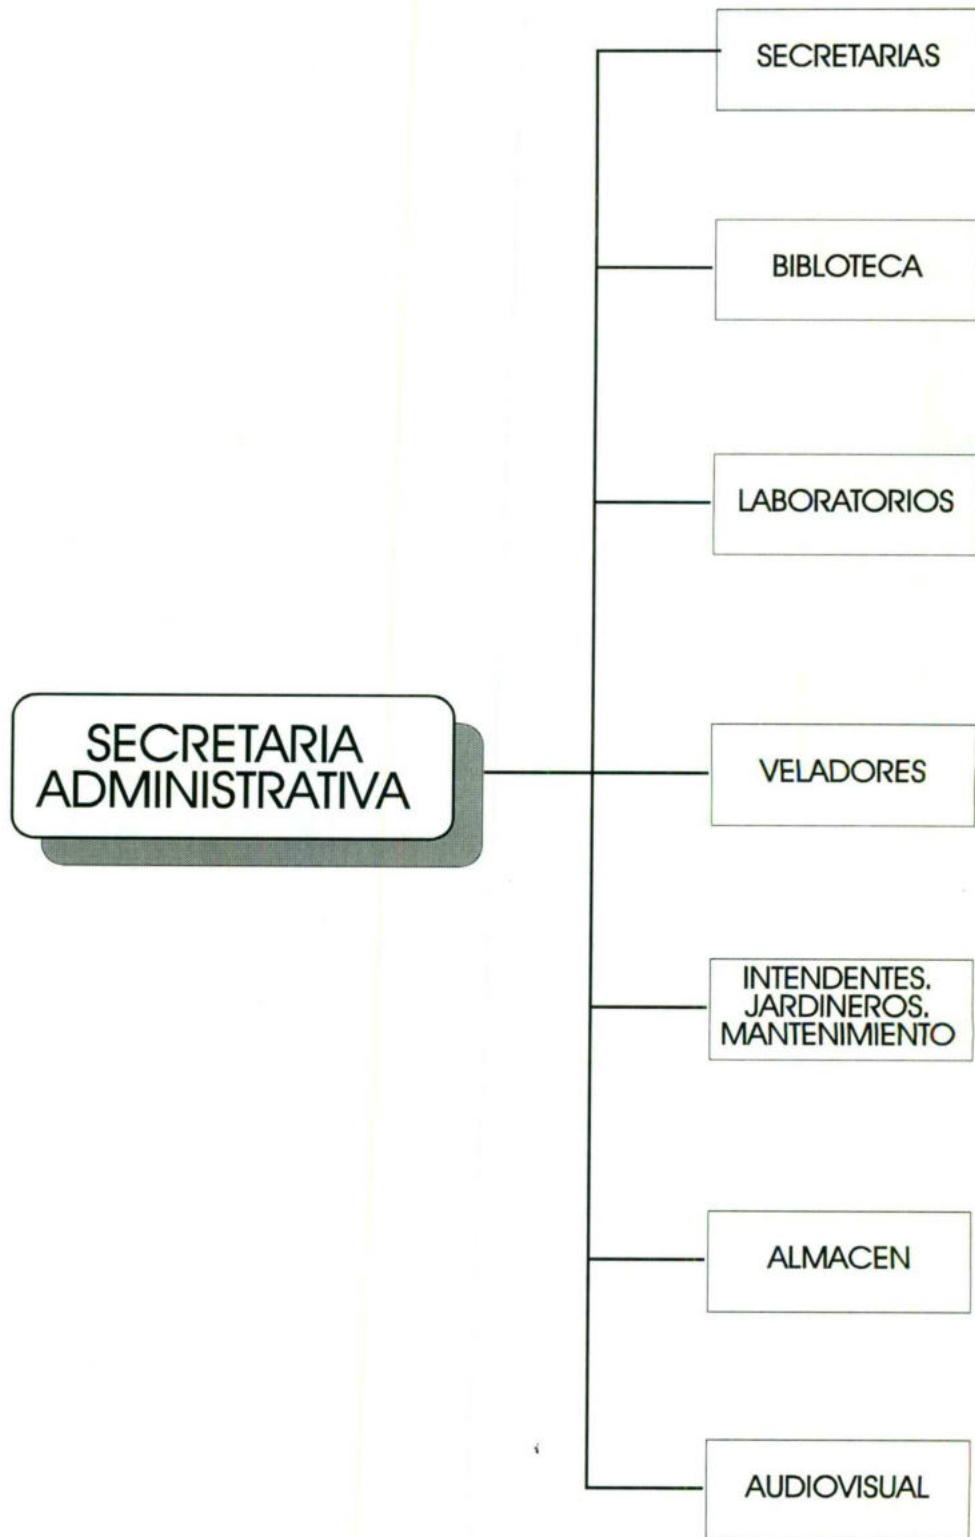 SECRETARIAS
BIBLOTECA
LABORATORIOS
SECRETARIA
ADMINISTRATIVA
VELADORES
INTENDENTES.
JARDINEROS.
MANTENIMIENTO
ALMACEN
AUDIOVISUAL